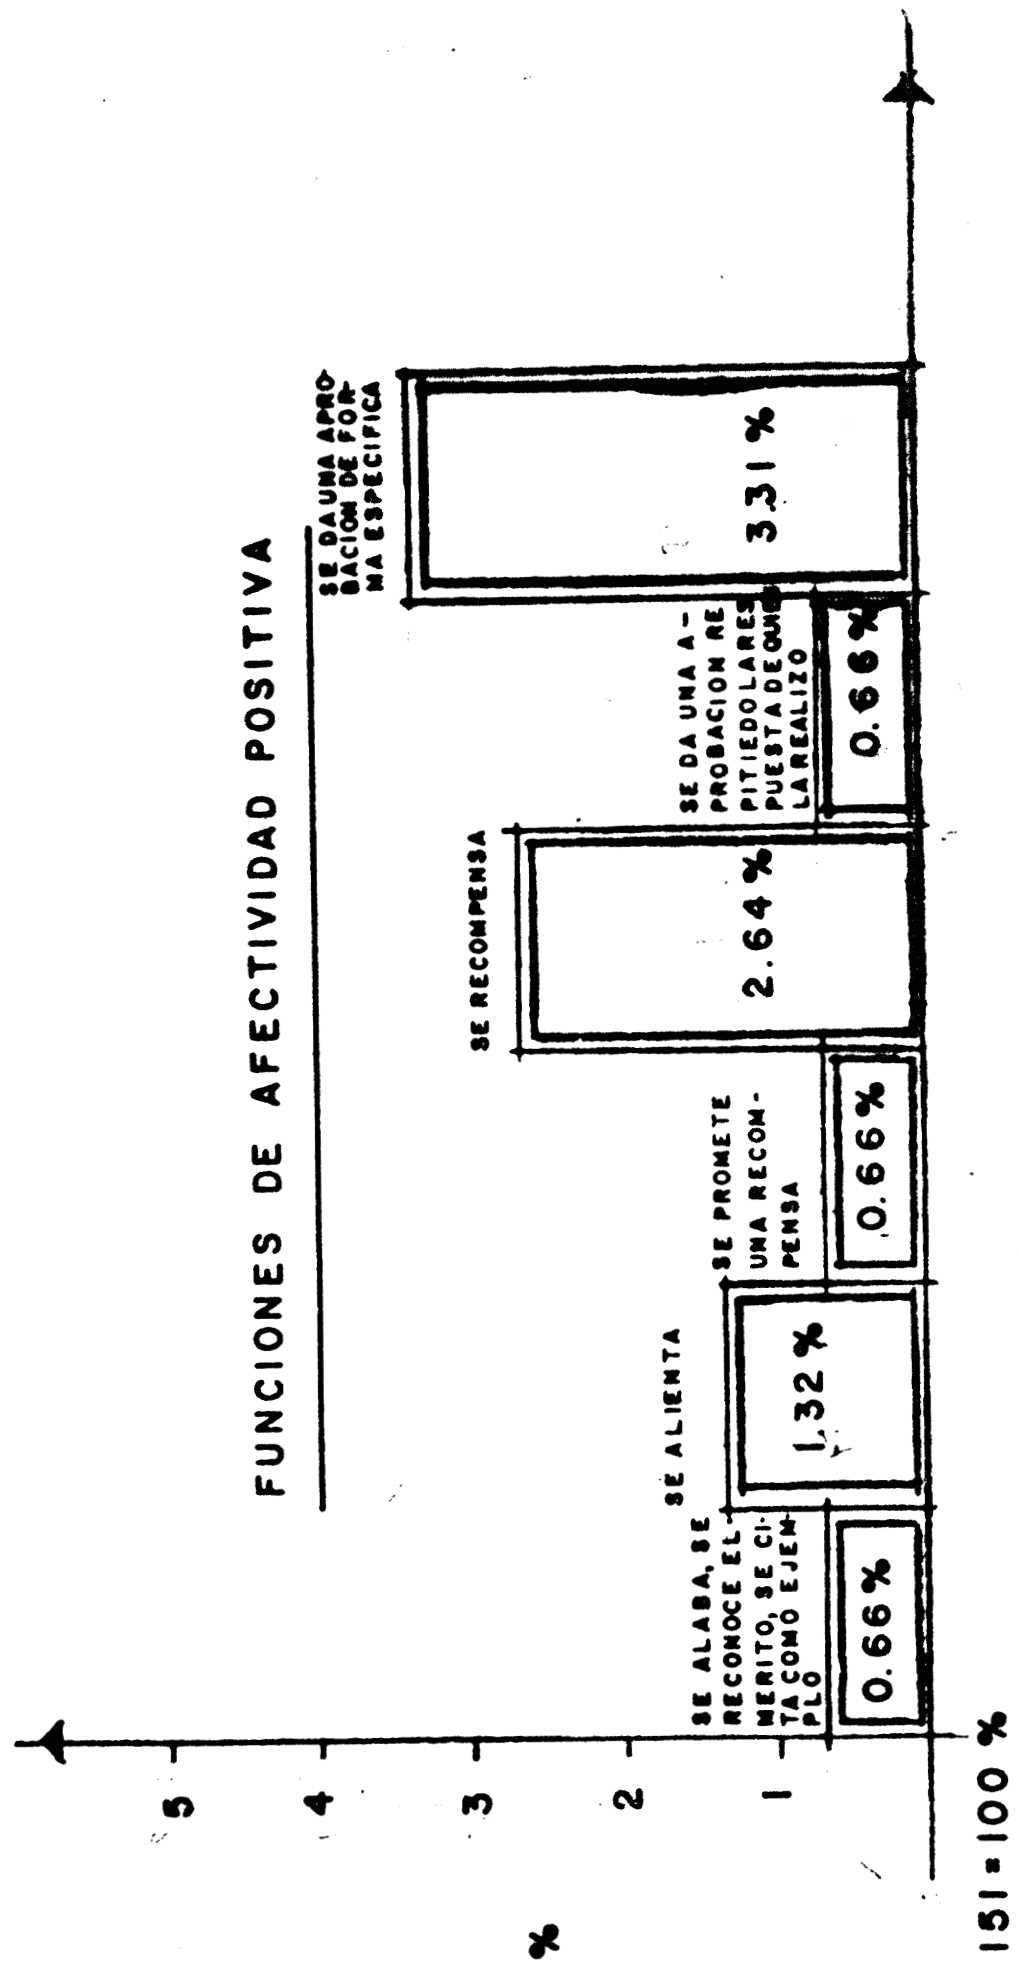 FUNCIONES DE AFECTIVIDAD POSITIVA
%
5
4
3
2
1
SE ALABA, SE
RECONOCE EL
MERITO, SE CI-
TA COMO EJEM-
PLO
0.66%
SE ALIENTA
1.32%
SE PROMETE
UNA RECOM-
PENSA
0.66%
SE RECOMPENSA
2.64%
SE DA UNA A-
PROBACION RE
PITIEDO LA RES
PUESTA DE QUIEN
LA REALIZO
0.66%
SE DA UNA APRO-
BACION DE FOR-
MA ESPECIFICA
3.31%
151=100 %